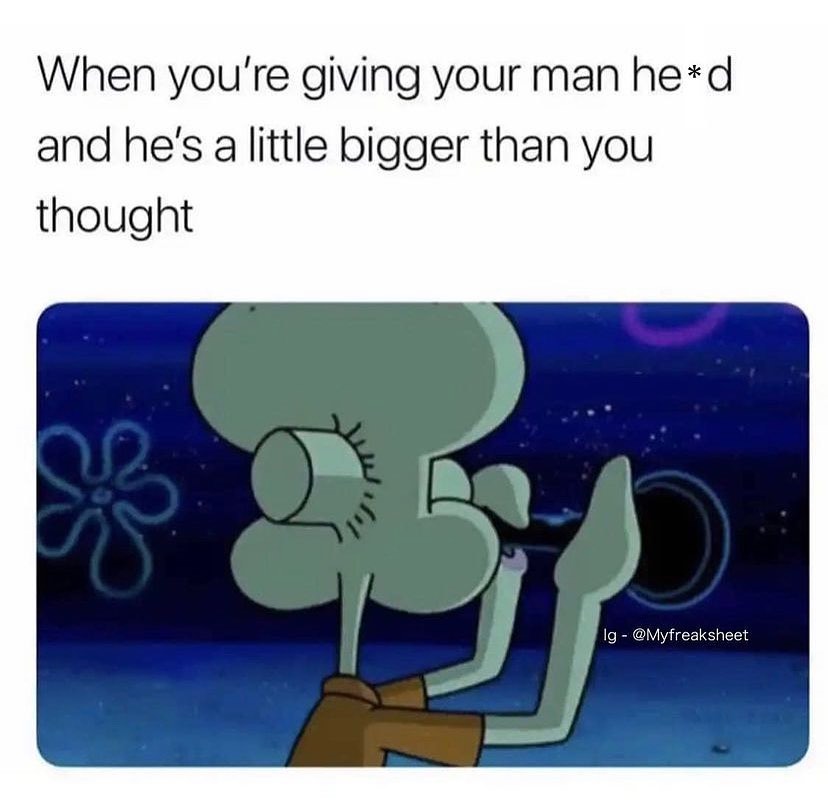 When you're giving your man he*d
and he's a little bigger than you
thought
Ig - @Myfreaksheet